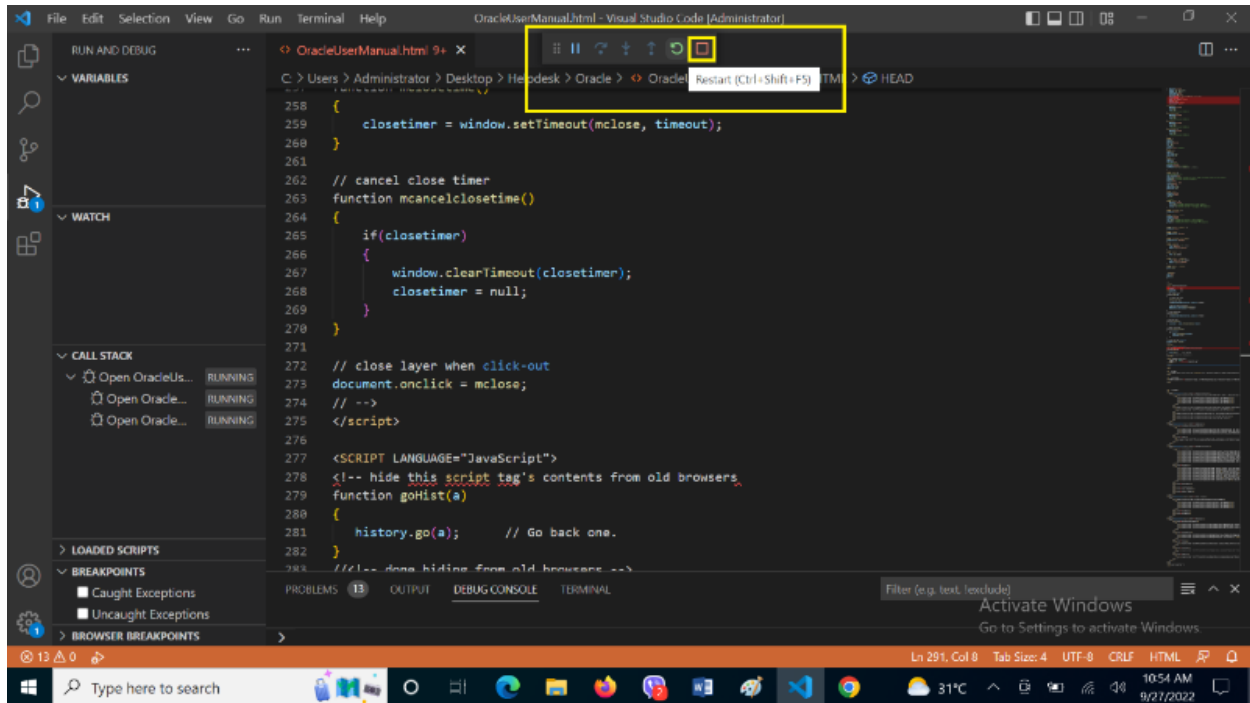 File Edit Selection View Go Run Terminal Help OracleUserManual.html - Visual Studio Code [Administrator]
RUN AND DEBUG ···
OracleUserManual.html 9+
C: > Users > Administrator > Desktop > Helpdesk > Oracle > HEAD
Restart (Ctrl+Shift+F5)
VARIABLES
WATCH
CALL STACK
Open OracleUs... RUNNING
Open Oracle... RUNNING
Open Oracle... RUNNING
LOADED SCRIPTS
BREAKPOINTS
Caught Exceptions
Uncaught Exceptions
BROWSER BREAKPOINTS
258 {
259 closetimer = window.setTimeout(mclose, timeout);
260 }
261
262 // cancel close timer
263 function mcancelclosetime()
264 {
265 if(closetimer)
266 {
267 window.clearTimeout(closetimer);
268 closetimer = null;
269 }
270 }
271
272 // close layer when click-out
273 document.onclick = mclose;
274 // -->
275 </script>
276
277 <SCRIPT LANGUAGE="JavaScript">
278 <!-- hide this script tag's contents from old browsers
279 function goHist(a)
280 {
281 history.go(a); // Go back one.
282 }
283 //<!-- done hiding from old browsers -->
PROBLEMS 13 OUTPUT DEBUG CONSOLE TERMINAL
Filter (e.g. text, !exclude)
Activate Windows
Go to Settings to activate Windows.
13 0 Ln 291, Col 8 Tab Size: 4 UTF-8 CRLF HTML
Type here to search
31°C
10:54 AM
9/27/2022